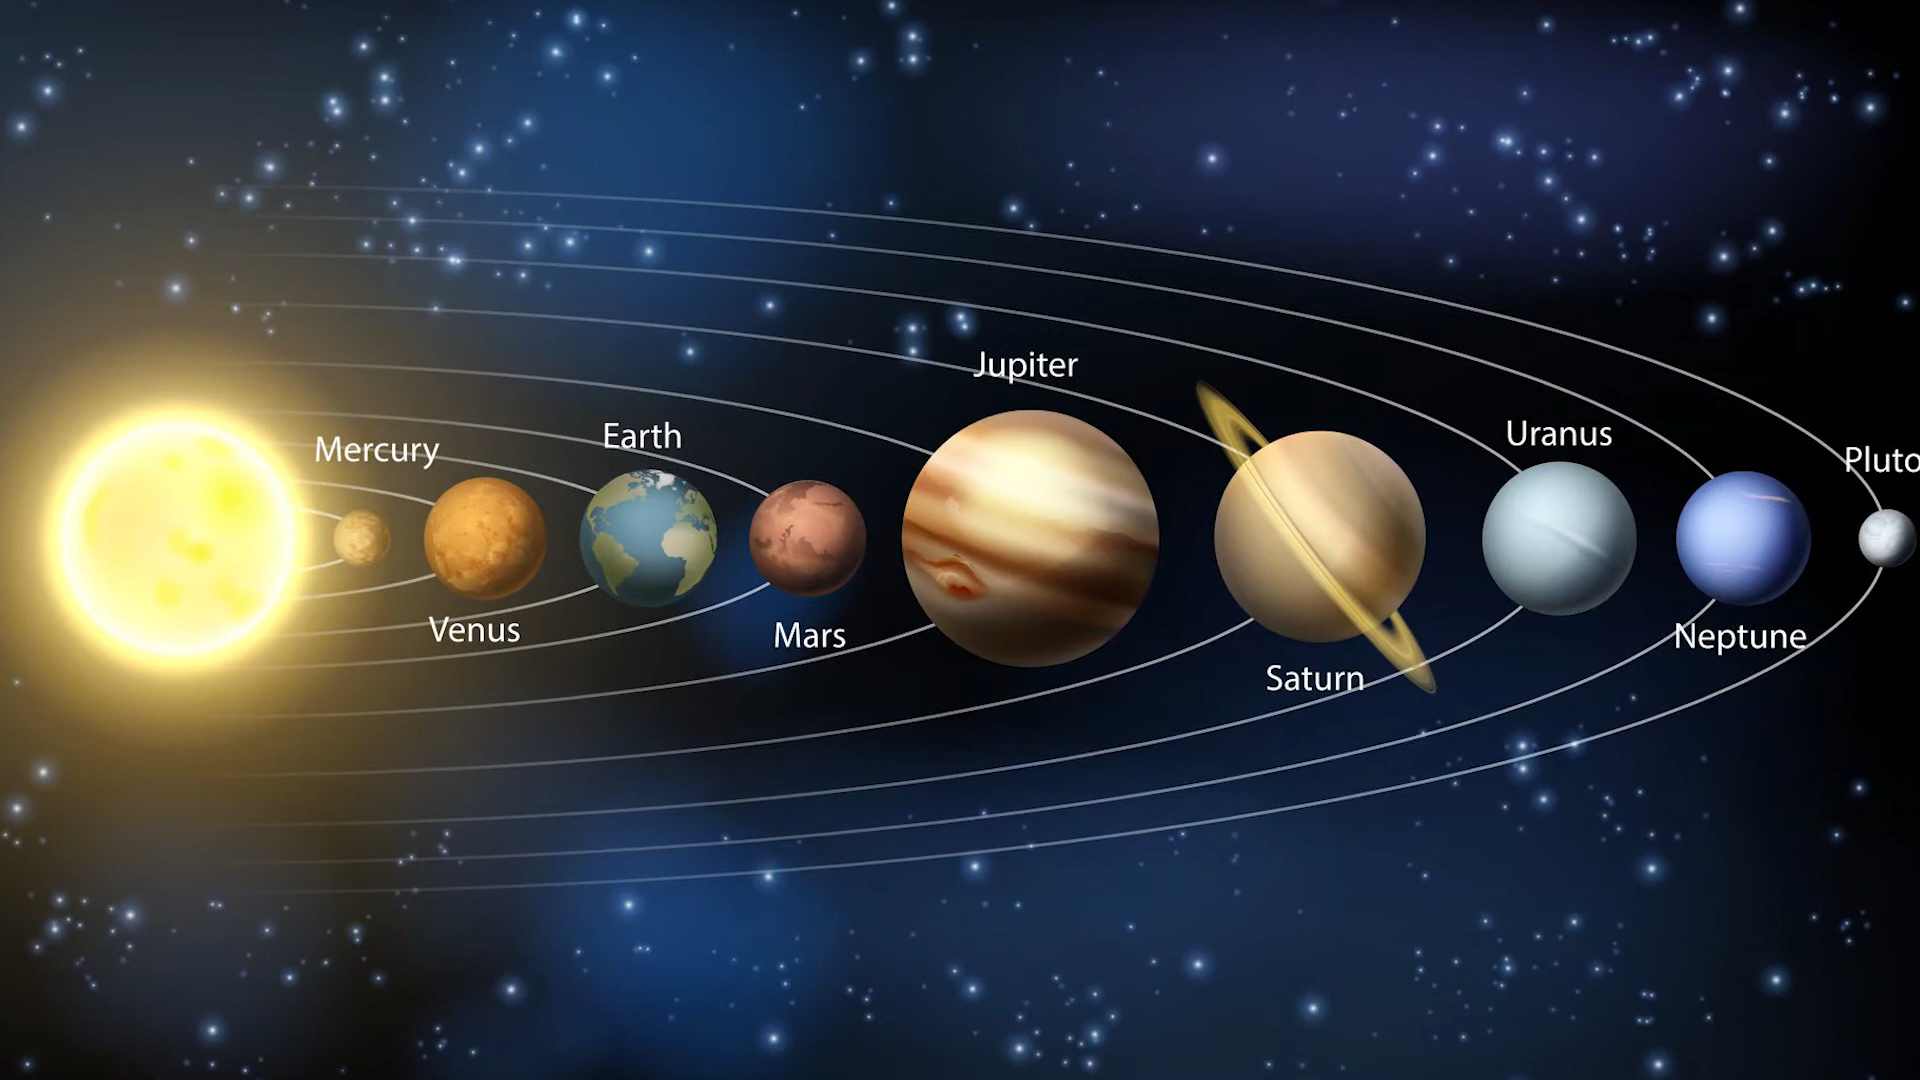 Mercury
Venus
Earth
Mars
Jupiter
Saturn
Uranus
Neptune
Pluto